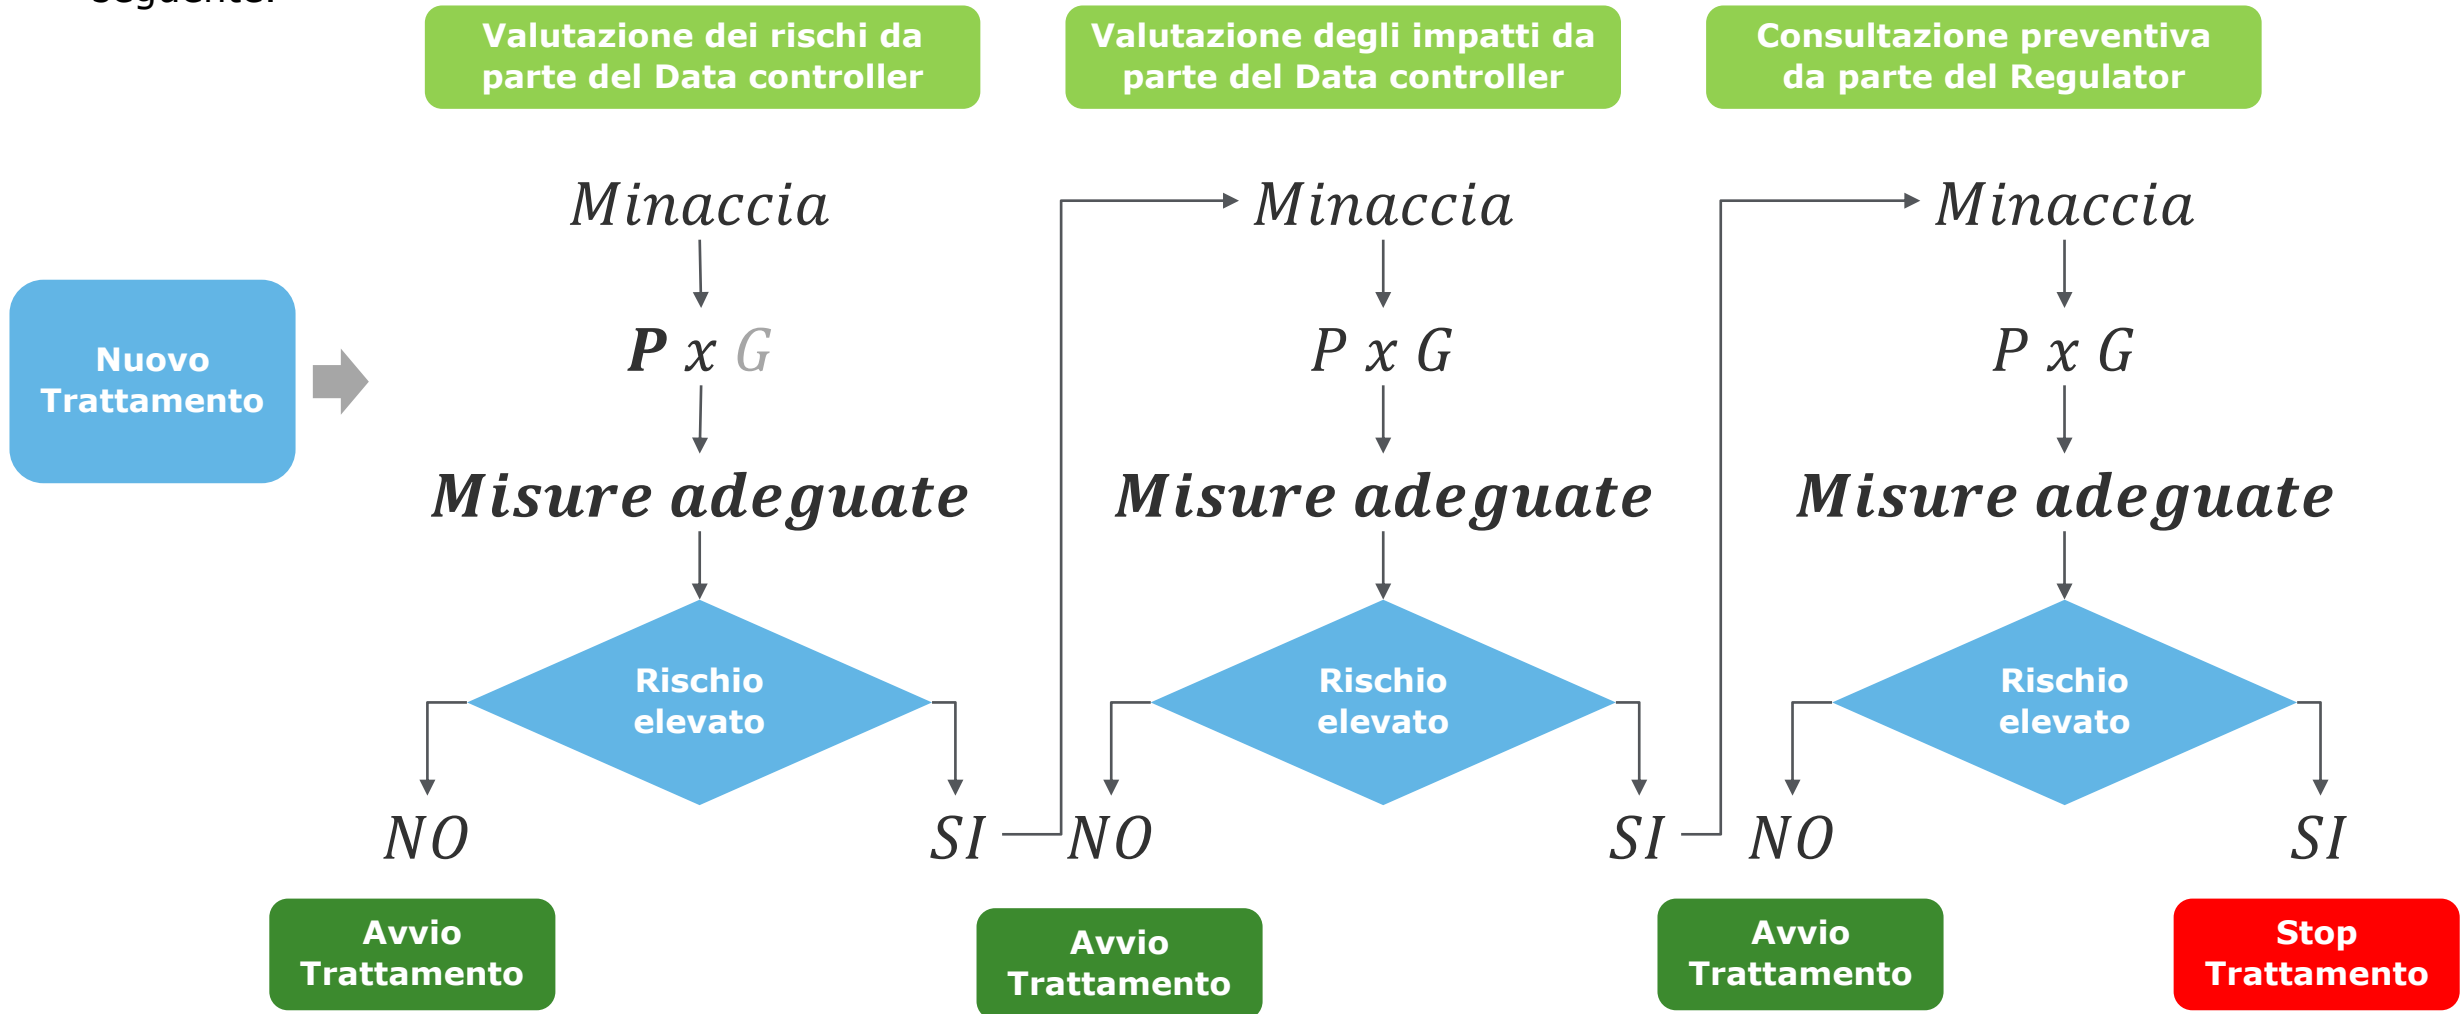 seguente:
Valutazione dei rischi da
parte del Data controller
Valutazione degli impatti da
parte del Data controller
Consultazione preventiva
da parte del Regulator
Nuovo
Trattamento
Minaccia
P x G
Misure adeguate
Rischio
elevato
NO
SI
Avvio
Trattamento
Minaccia
P x G
Misure adeguate
Rischio
elevato
NO
SI
Avvio
Trattamento
Minaccia
P x G
Misure adeguate
Rischio
elevato
NO
SI
Avvio
Trattamento
Stop
Trattamento